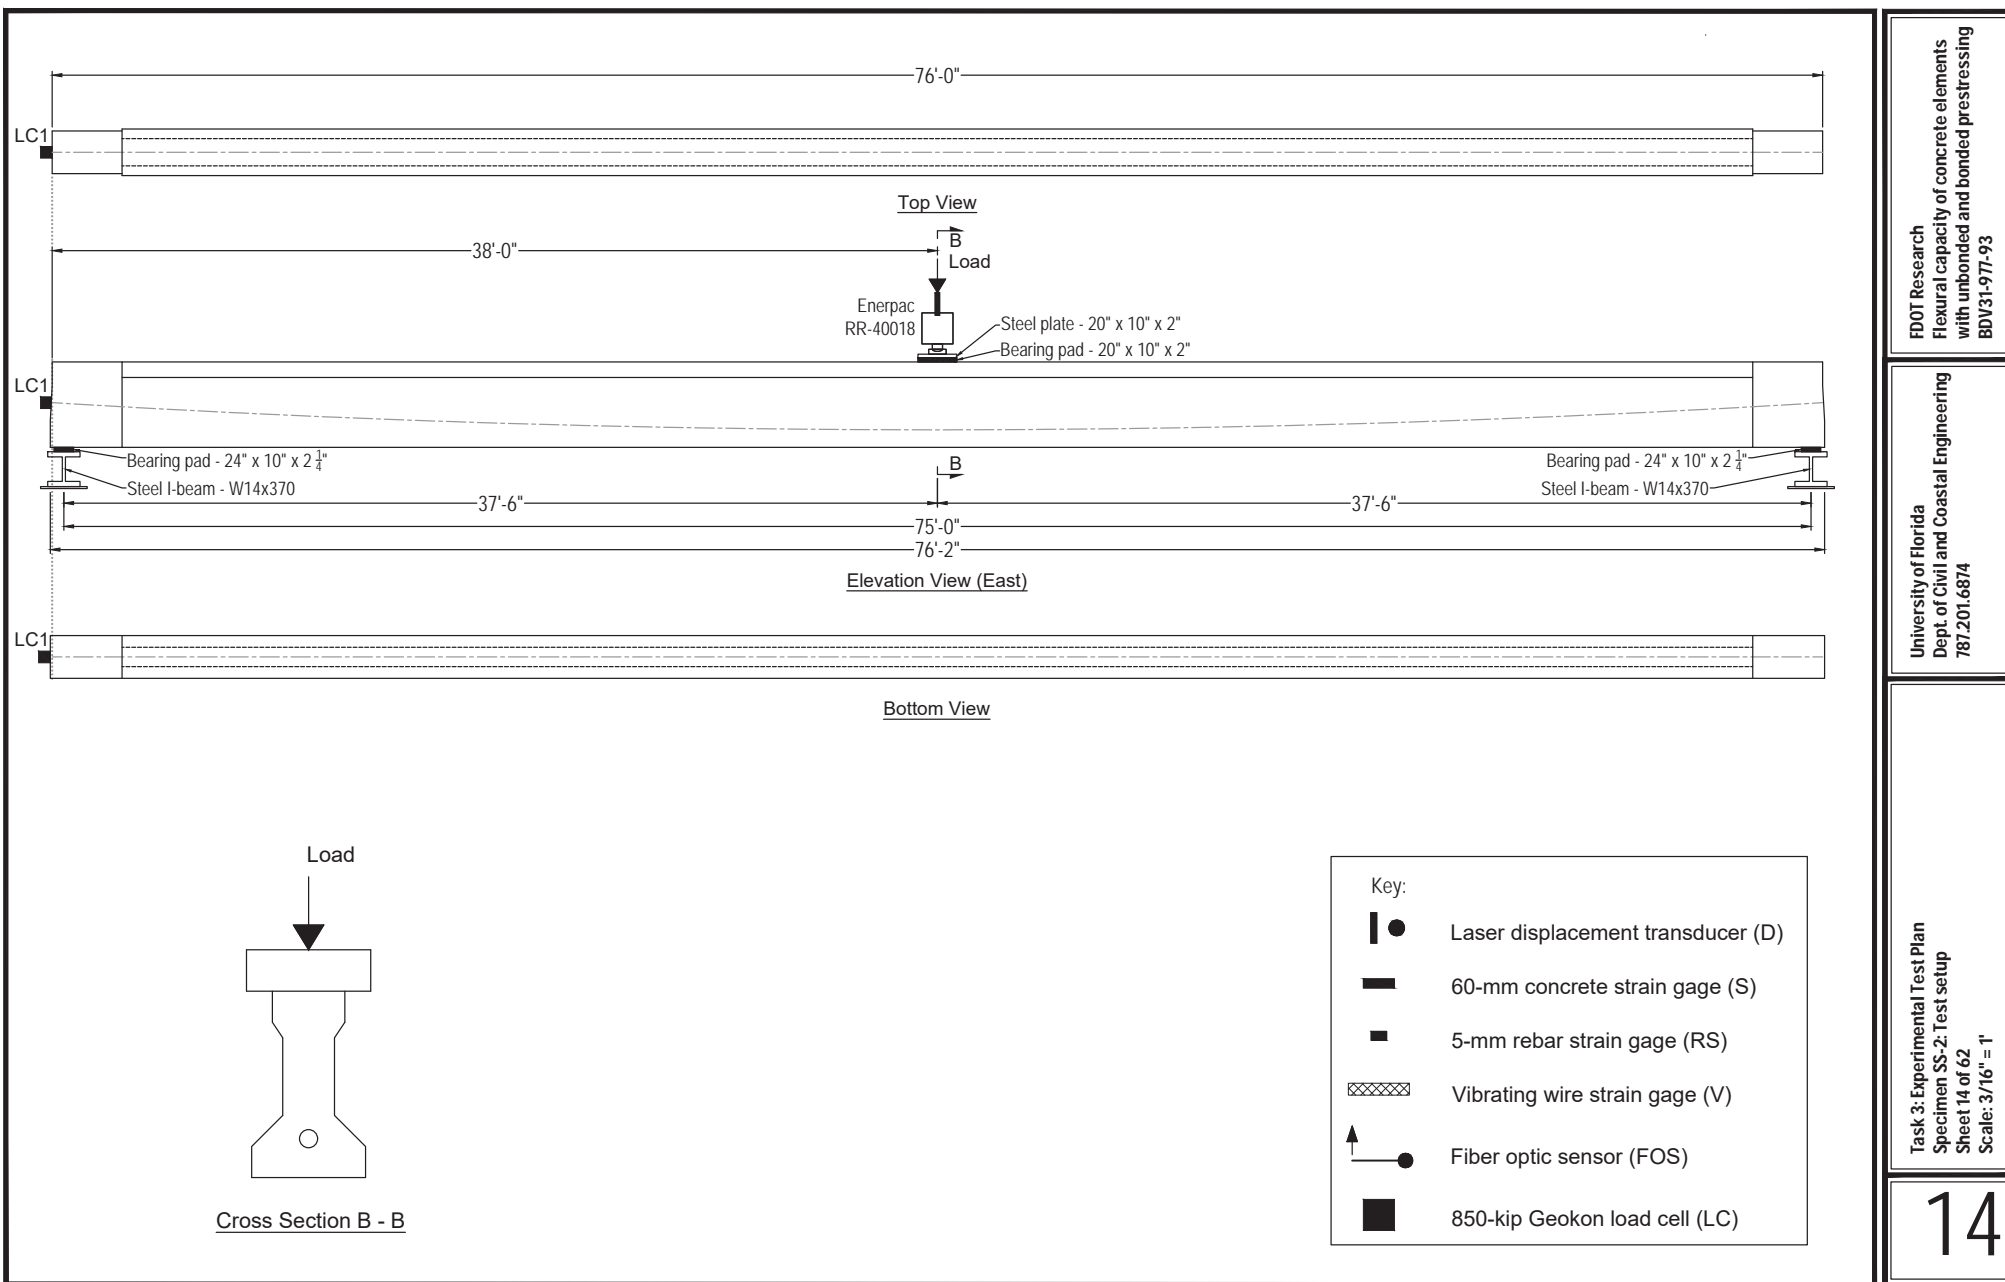 76'-0"
LC1
Top View
38'-0"
B
Load
Enerpac
RR-40018
Steel plate - 20" x 10" x 2"
Bearing pad - 20" x 10" x 2"
LC1
Bearing pad - 24" x 10" x 2 1/4"
Steel I-beam - W14x370
B
Bearing pad - 24" x 10" x 2 1/4"
Steel I-beam - W14x370
37'-6"
37'-6"
75'-0"
76'-2"
Elevation View (East)
LC1
Bottom View
Load
Cross Section B - B
Key:
Laser displacement transducer (D)
60-mm concrete strain gage (S)
5-mm rebar strain gage (RS)
Vibrating wire strain gage (V)
Fiber optic sensor (FOS)
850-kip Geokon load cell (LC)
FDOT Research
Flexural capacity of concrete elements
with unbonded and bonded prestressing
BDV31-977-93
University of Florida
Dept. of Civil and Coastal Engineering
787.201.6874
Task 3: Experimental Test Plan
Specimen SS-2: Test setup
Sheet 14 of 62
Scale: 3/16" = 1'
14